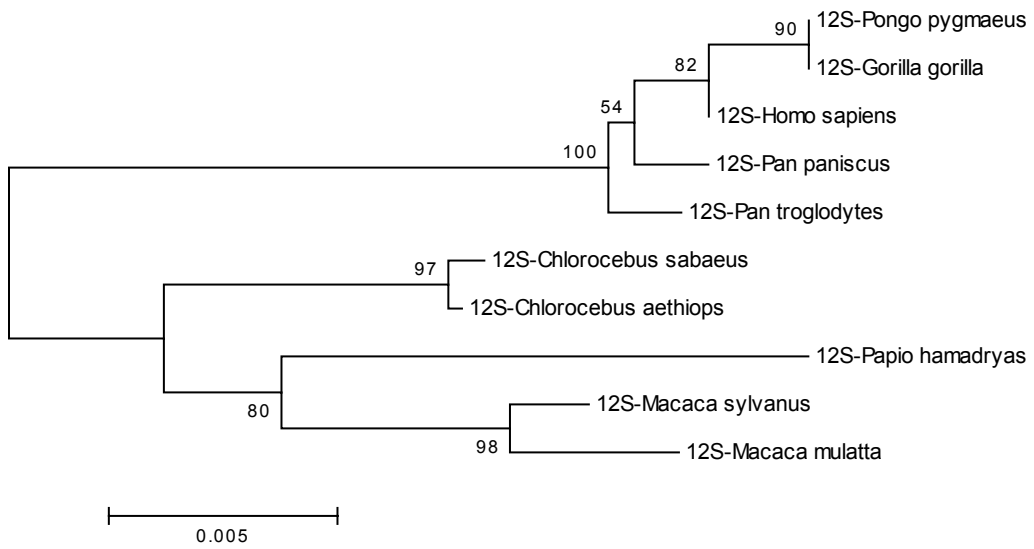 90
12S-Pongo pygmaeus
12S-Gorilla gorilla
82
12S-Homo sapiens
54
12S-Pan paniscus
100
12S-Pan troglodytes
97
12S-Chlorocebus sabaeus
12S-Chlorocebus aethiops
12S-Papio hamadryas
80
12S-Macaca sylvanus
98
12S-Macaca mulatta
0.005